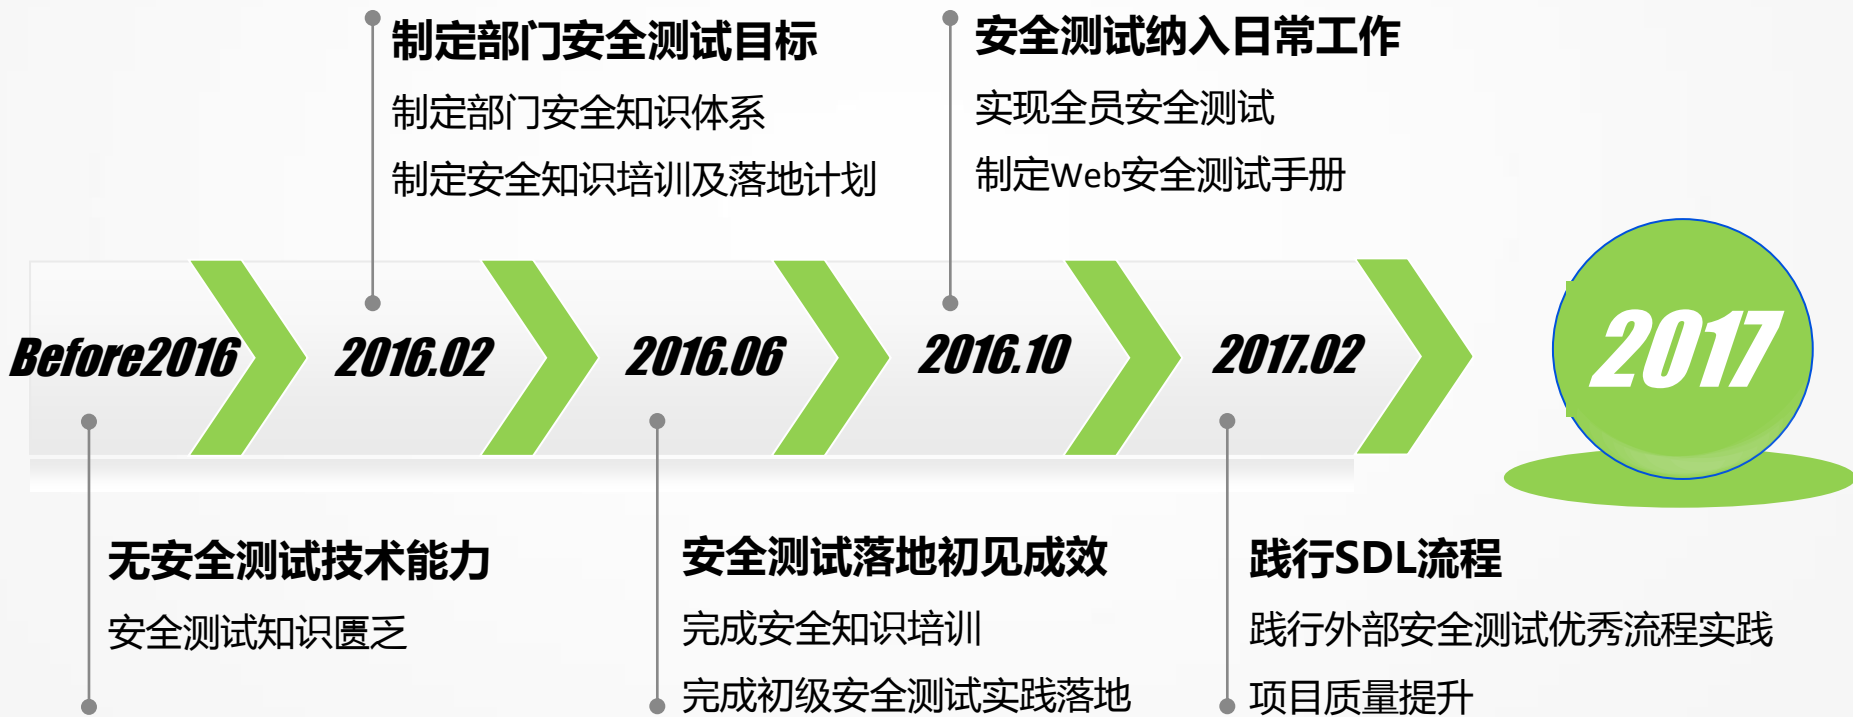 制定部门安全测试目标
制定部门安全知识体系
制定安全知识培训及落地计划
安全测试纳入日常工作
实现全员安全测试
制定Web安全测试手册
Before2016
2016.02
2016.06
2016.10
2017.02
2017
无安全测试技术能力
安全测试知识匮乏
安全测试落地初见成效
完成安全知识培训
完成初级安全测试实践落地
践行SDL流程
践行外部安全测试优秀流程实践
项目质量提升